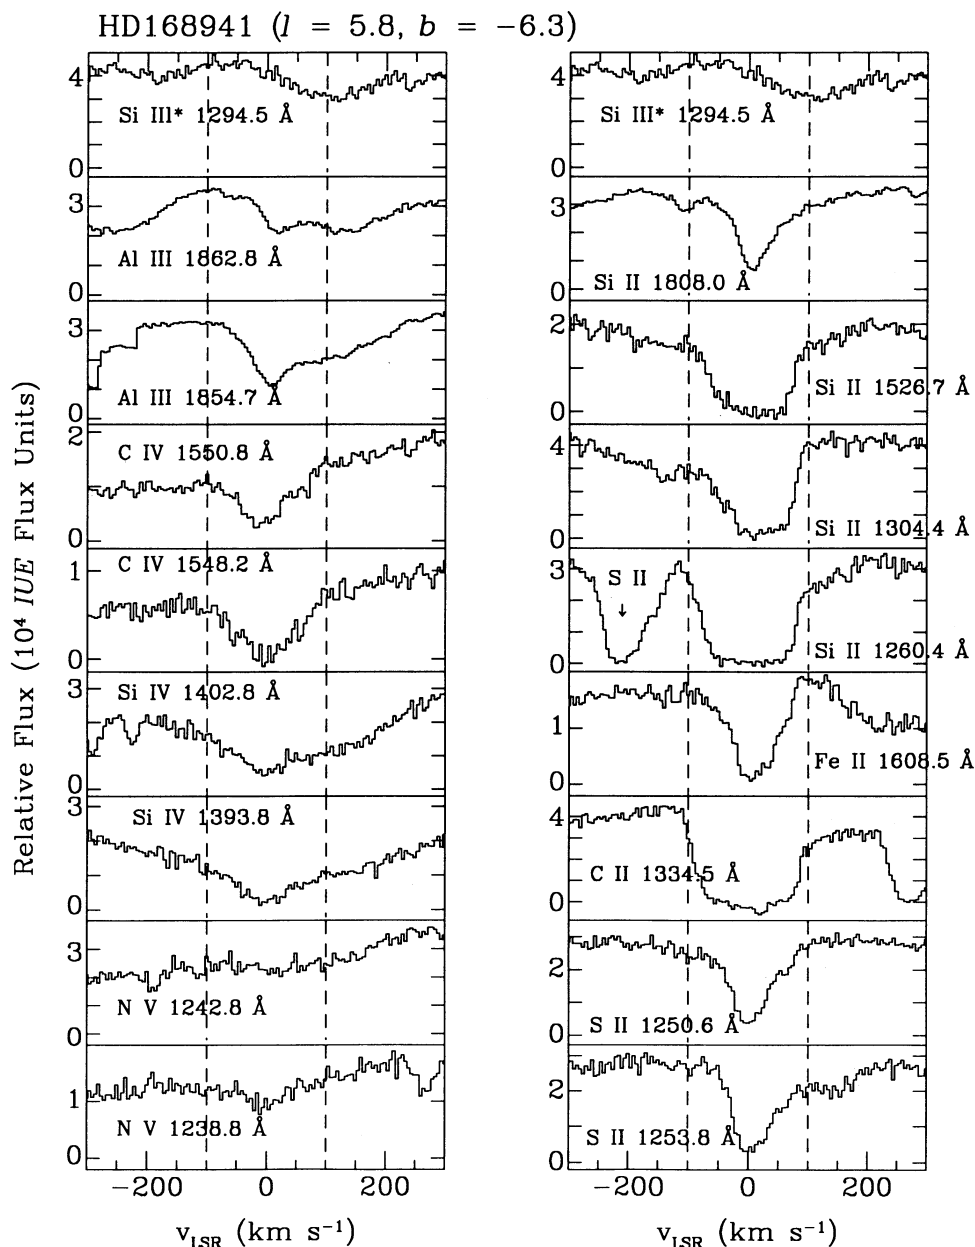 HD168941 (l = 5.8, b = −6.3)
Relative Flux (10⁴ IUE Flux Units)
4
0
Si III* 1294.5 Å
3
0
Al III 1862.8 Å
3
0
Al III 1854.7 Å
2
0
C IV 1550.8 Å
1
0
C IV 1548.2 Å
3
0
Si IV 1402.8 Å
3
0
Si IV 1393.8 Å
3
0
N V 1242.8 Å
1
0
N V 1238.8 Å
−200 0 200
v_LSR (km s⁻¹)
4
0
Si III* 1294.5 Å
3
0
Si II 1808.0 Å
2
0
Si II 1526.7 Å
4
2
0
Si II 1304.4 Å
3
0
S II
Si II 1260.4 Å
1
0
Fe II 1608.5 Å
4
2
0
C II 1334.5 Å
2
0
S II 1250.6 Å
2
0
S II 1253.8 Å
−200 0 200
v_LSR (km s⁻¹)